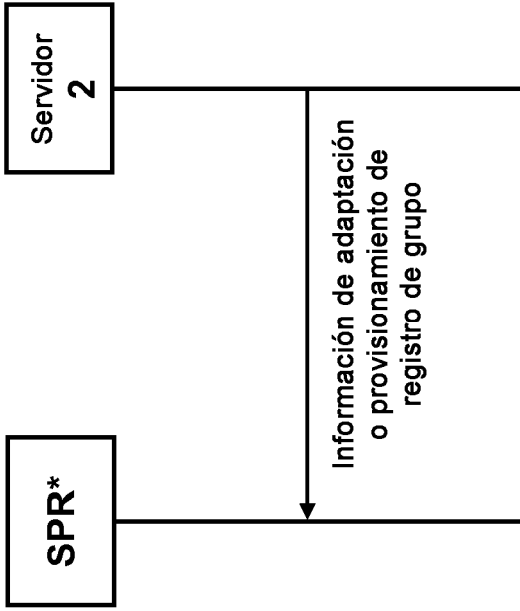 SPR*
Servidor
2
Información de adaptación
o provisionamiento de
registro de grupo